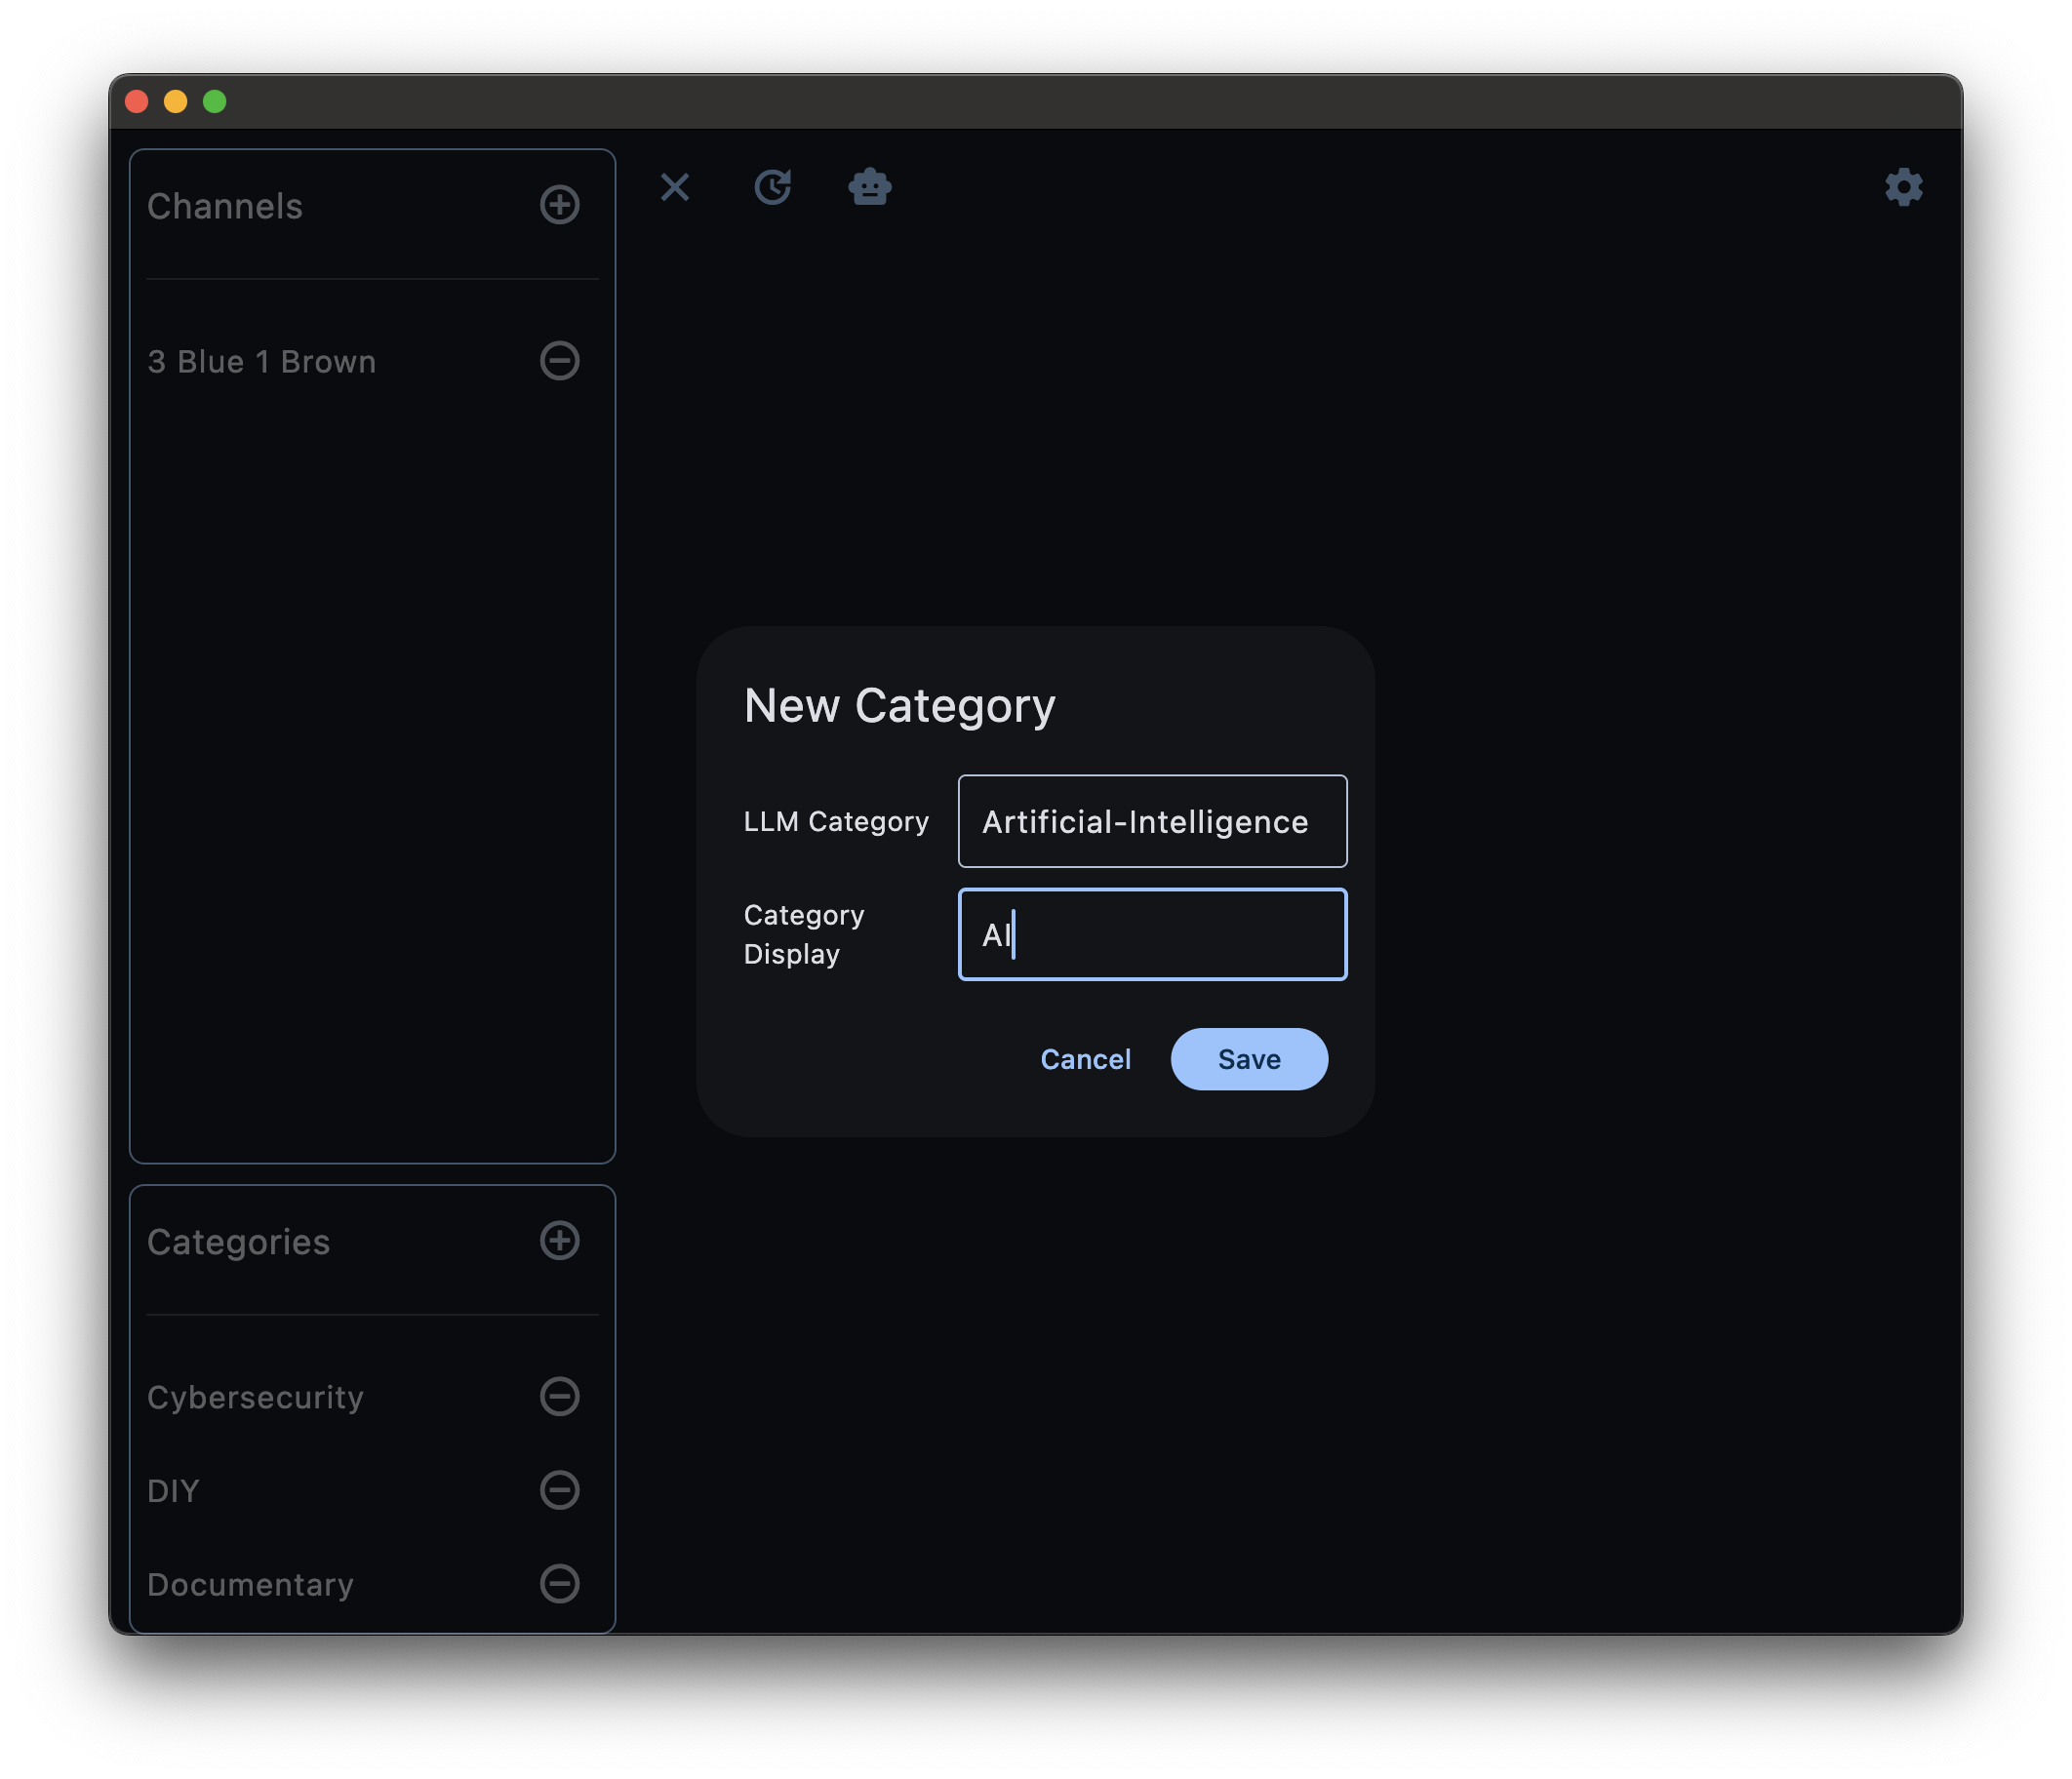 Channels
3 Blue 1 Brown
New Category
LLM Category
Artificial-Intelligence
Category
Display
AI
Cancel
Save
Categories
Cybersecurity
DIY
Documentary